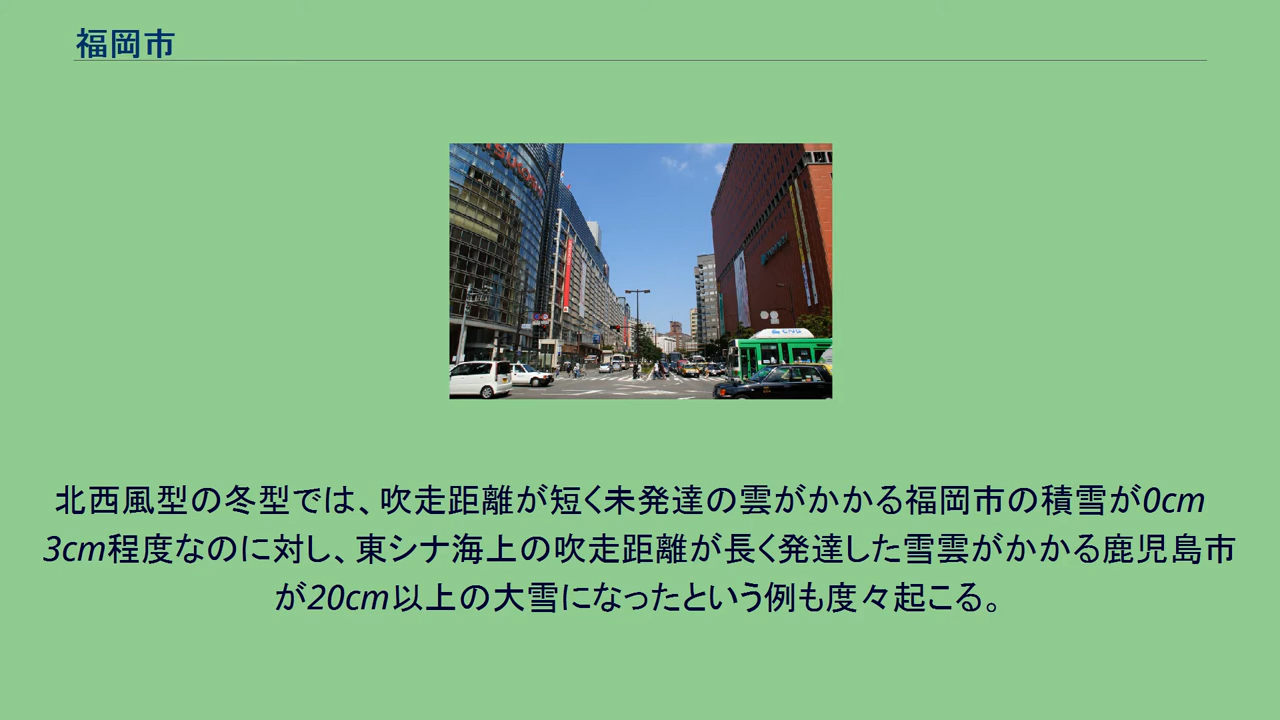 福岡市
北西風型の冬型では、吹走距離が短く未発達の雲がかかる福岡市の積雪が0cm
3cm程度なのに対し、東シナ海上の吹走距離が長く発達した雪雲がかかる鹿児島市
が20cm以上の大雪になったという例も度々起こる。